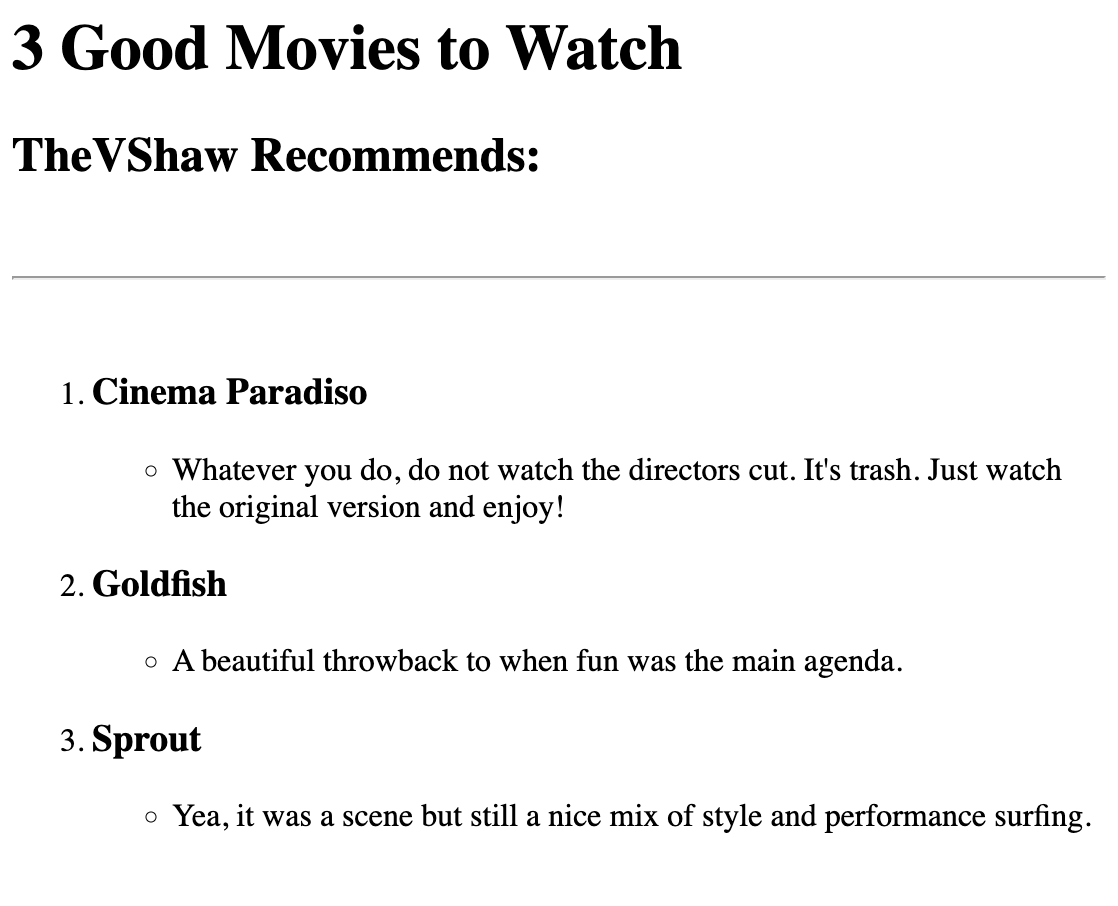 3 Good Movies to Watch
TheVShaw Recommends:
1. Cinema Paradiso
○ Whatever you do, do not watch the directors cut. It's trash. Just watch
the original version and enjoy!
2. Goldfish
○ A beautiful throwback to when fun was the main agenda.
3. Sprout
○ Yea, it was a scene but still a nice mix of style and performance surfing.